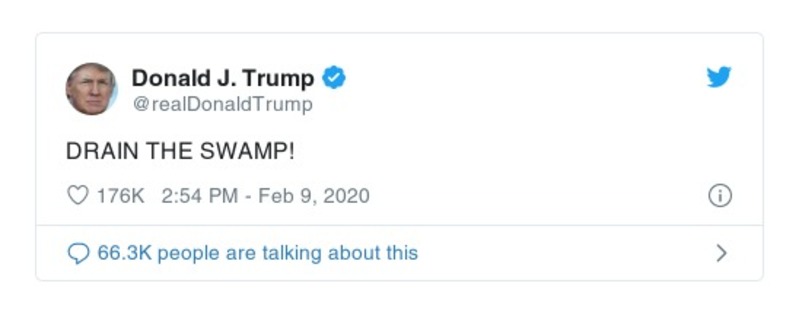 Donald J. Trump
@realDonaldTrump
DRAIN THE SWAMP!
176K 2:54 PM - Feb 9, 2020
66.3K people are talking about this